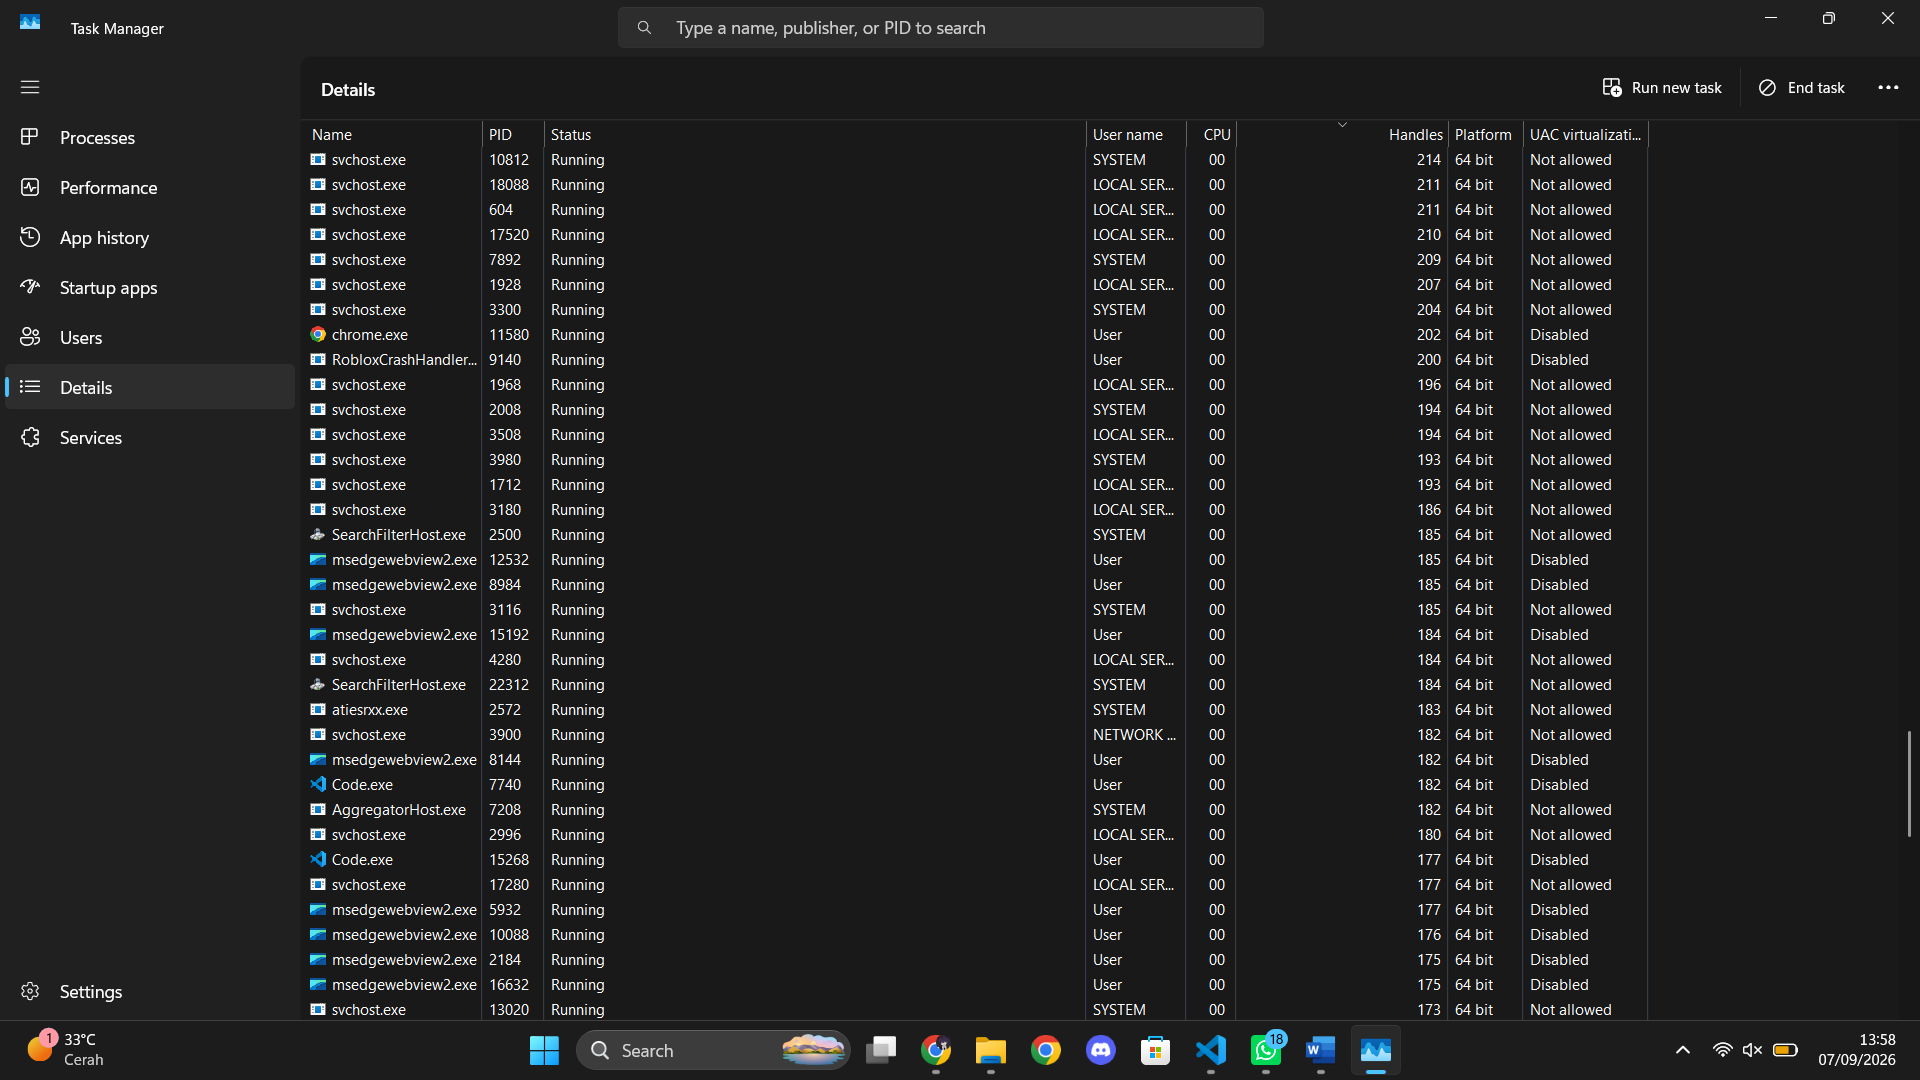 Task Manager
Type a name, publisher, or PID to search
Details
Run new task
End task
Processes
Performance
App history
Startup apps
Users
Details
Services
Settings
Name PID Status User name CPU Handles Platform UAC virtualizati...
svchost.exe 10812 Running SYSTEM 00 214 64 bit Not allowed
svchost.exe 18088 Running LOCAL SER... 00 211 64 bit Not allowed
svchost.exe 604 Running LOCAL SER... 00 211 64 bit Not allowed
svchost.exe 17520 Running LOCAL SER... 00 210 64 bit Not allowed
svchost.exe 7892 Running SYSTEM 00 209 64 bit Not allowed
svchost.exe 1928 Running LOCAL SER... 00 207 64 bit Not allowed
svchost.exe 3300 Running SYSTEM 00 204 64 bit Not allowed
chrome.exe 11580 Running User 00 202 64 bit Disabled
RobloxCrashHandler... 9140 Running User 00 200 64 bit Disabled
svchost.exe 1968 Running LOCAL SER... 00 196 64 bit Not allowed
svchost.exe 2008 Running SYSTEM 00 194 64 bit Not allowed
svchost.exe 3508 Running LOCAL SER... 00 194 64 bit Not allowed
svchost.exe 3980 Running SYSTEM 00 193 64 bit Not allowed
svchost.exe 1712 Running LOCAL SER... 00 193 64 bit Not allowed
svchost.exe 3180 Running LOCAL SER... 00 186 64 bit Not allowed
SearchFilterHost.exe 2500 Running SYSTEM 00 185 64 bit Not allowed
msedgewebview2.exe 12532 Running User 00 185 64 bit Disabled
msedgewebview2.exe 8984 Running User 00 185 64 bit Disabled
svchost.exe 3116 Running SYSTEM 00 185 64 bit Not allowed
msedgewebview2.exe 15192 Running User 00 184 64 bit Disabled
svchost.exe 4280 Running LOCAL SER... 00 184 64 bit Not allowed
SearchFilterHost.exe 22312 Running SYSTEM 00 184 64 bit Not allowed
atiesrxx.exe 2572 Running SYSTEM 00 183 64 bit Not allowed
svchost.exe 3900 Running NETWORK ... 00 182 64 bit Not allowed
msedgewebview2.exe 8144 Running User 00 182 64 bit Disabled
Code.exe 7740 Running User 00 182 64 bit Disabled
AggregatorHost.exe 7208 Running SYSTEM 00 182 64 bit Not allowed
svchost.exe 2996 Running LOCAL SER... 00 180 64 bit Not allowed
Code.exe 15268 Running User 00 177 64 bit Disabled
svchost.exe 17280 Running LOCAL SER... 00 177 64 bit Not allowed
msedgewebview2.exe 5932 Running User 00 177 64 bit Disabled
msedgewebview2.exe 10088 Running User 00 176 64 bit Disabled
msedgewebview2.exe 2184 Running User 00 175 64 bit Disabled
msedgewebview2.exe 16632 Running User 00 175 64 bit Disabled
svchost.exe 13020 Running SYSTEM 00 173 64 bit Not allowed
1
33°C
Cerah
Search
18
W
13:58
07/09/2026